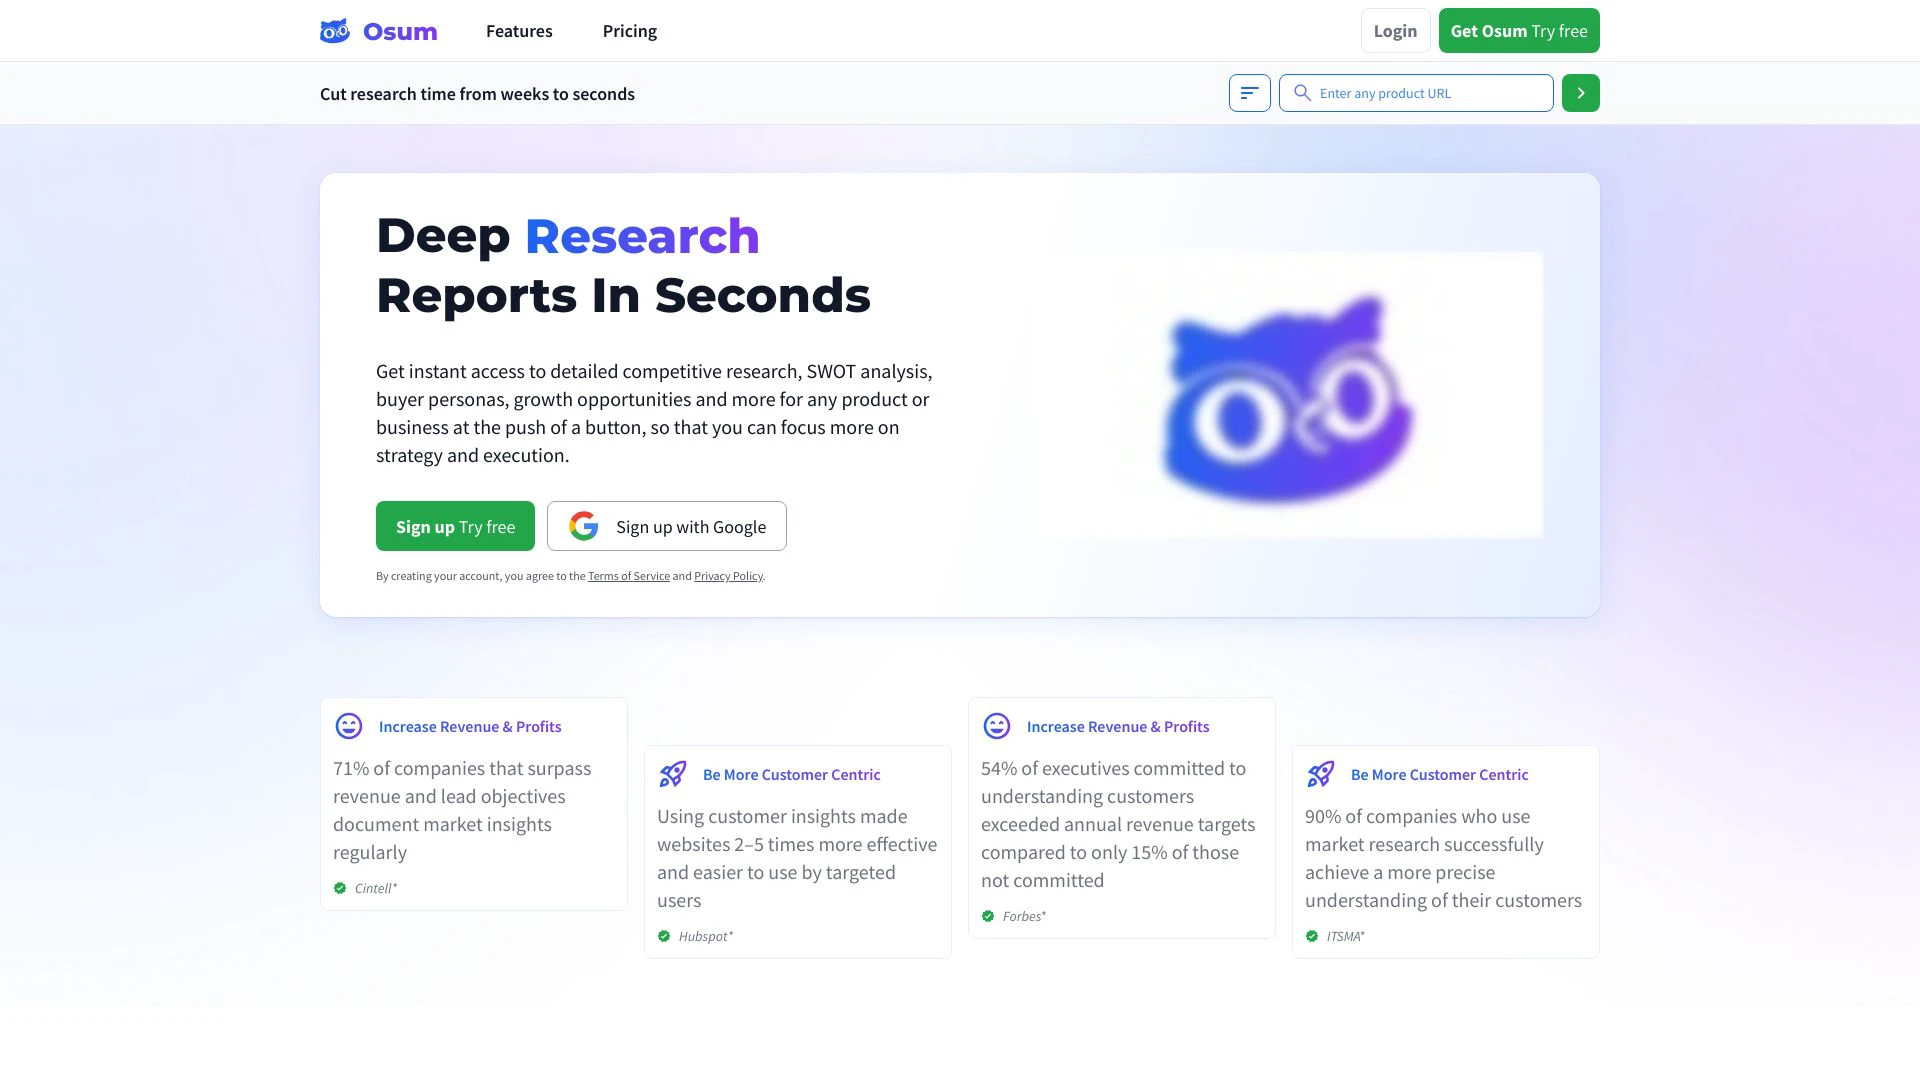 Osum
Features
Pricing
Login
Get Osum Try free
Cut research time from weeks to seconds
Enter any product URL
Deep Research
Reports In Seconds
Get instant access to detailed competitive research, SWOT analysis,
buyer personas, growth opportunities and more for any product or
business at the push of a button, so that you can focus more on
strategy and execution.
Sign up Try free
Sign up with Google
By creating your account, you agree to the Terms of Service and Privacy Policy.
Increase Revenue & Profits
71% of companies that surpass
revenue and lead objectives
document market insights
regularly
Cintell*
Be More Customer Centric
Using customer insights made
websites 2–5 times more effective
and easier to use by targeted
users
Hubspot*
Increase Revenue & Profits
54% of executives committed to
understanding customers
exceeded annual revenue targets
compared to only 15% of those
not committed
Forbes*
Be More Customer Centric
90% of companies who use
market research successfully
achieve a more precise
understanding of their customers
ITSMA*